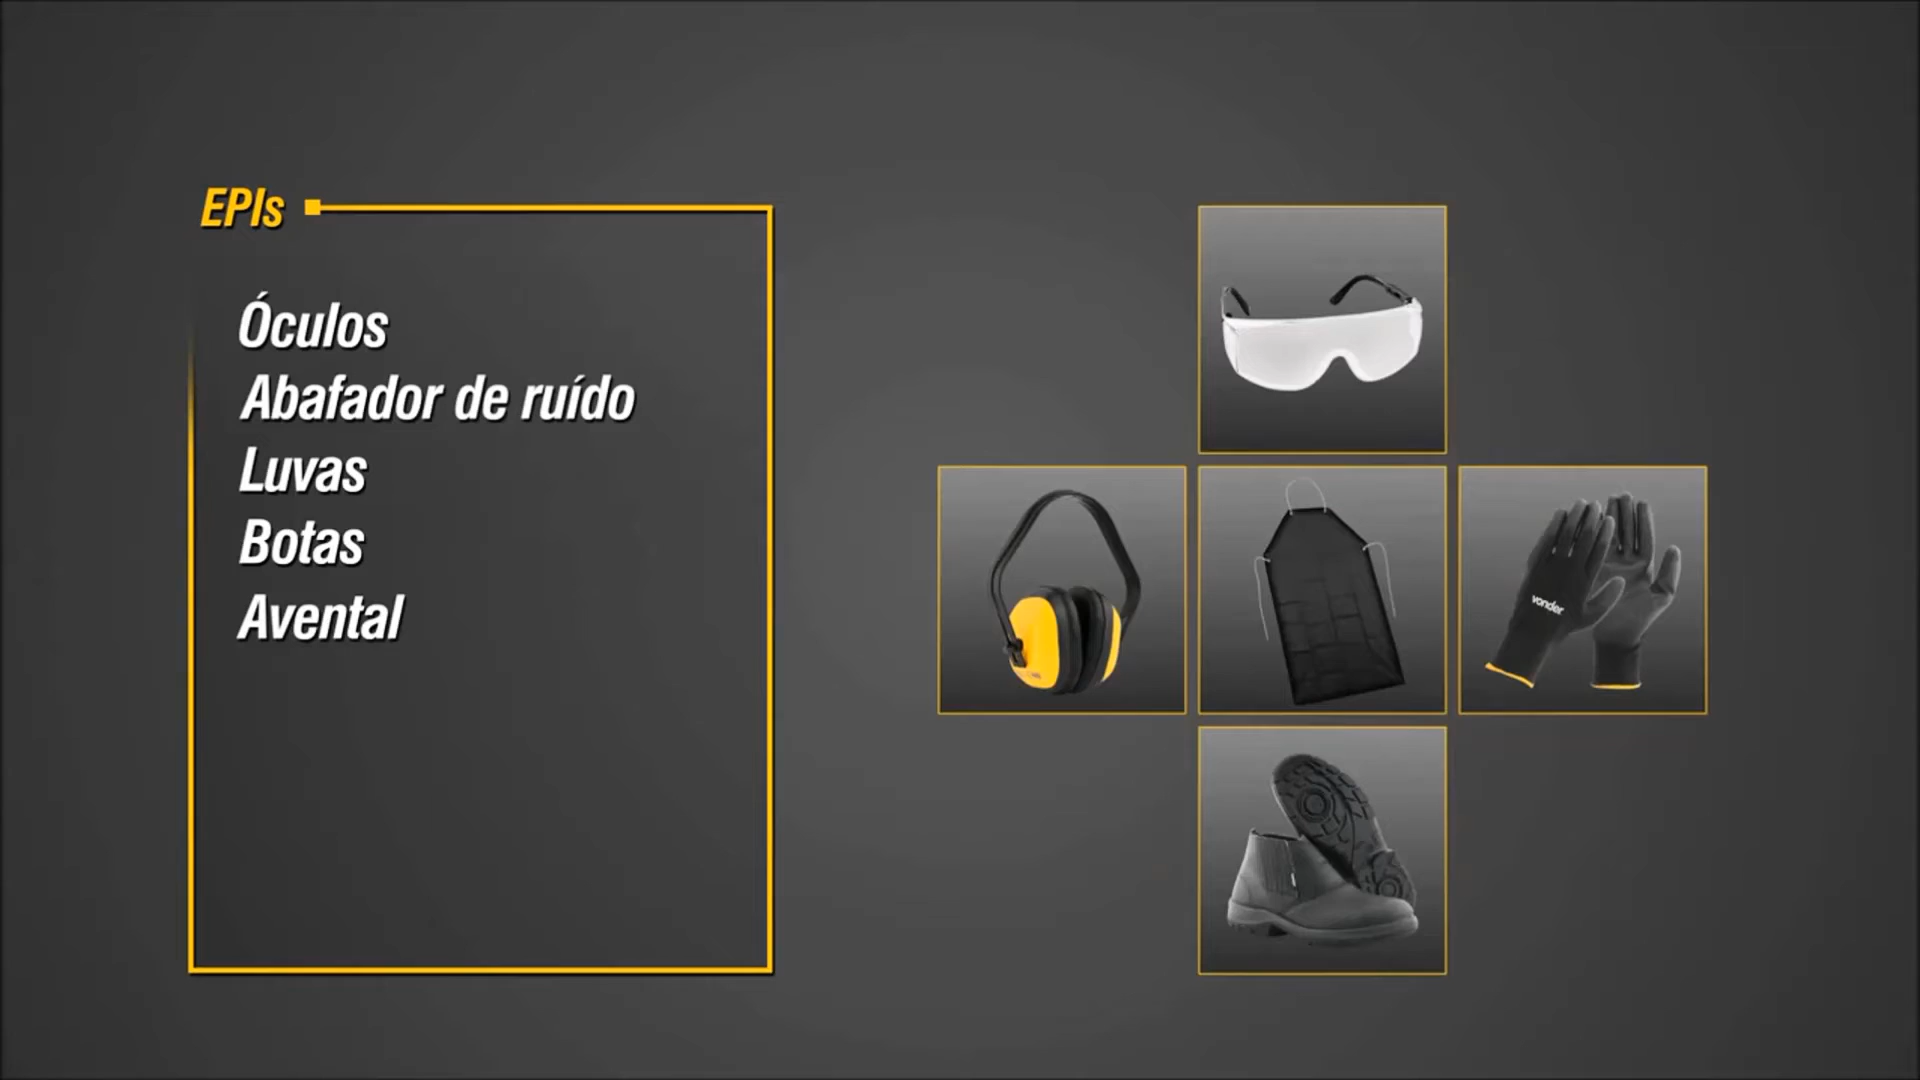 EPIs
Óculos
Abafador de ruído
Luvas
Botas
Avental
vonder